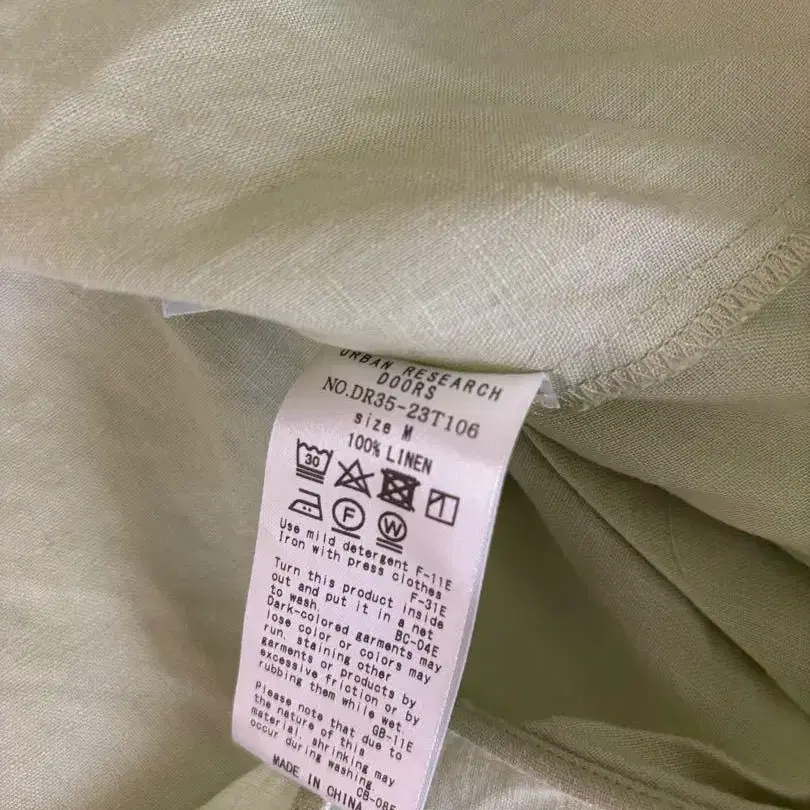 URBAN RESEARCH
DOORS
NO.DR35-23T106
size M
100% LINEN
30
F W
Use mild detergent F-11E
Iron with press clothes
F-31E
Turn this product inside
out and put it in a net
to wash.
BC-04E
Dark-colored garments may
lose color or colors may
run, staining other
garments or products by
excessive friction or by
rubbing them while wet.
GB-11E
Please note that due to
the nature of this
material, shrinking may
occur during washing.
CB-08E
MADE IN CHINA